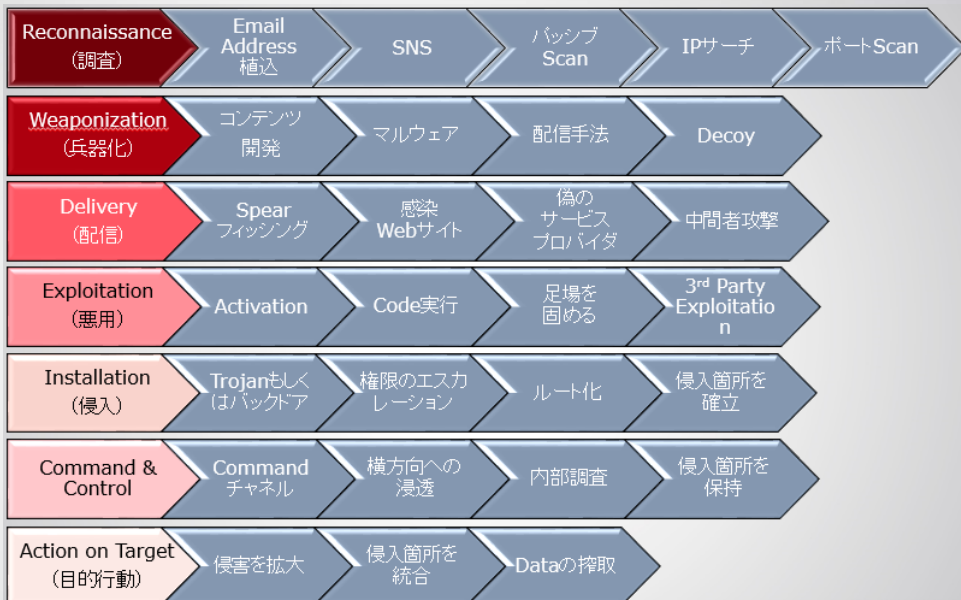 Reconnaissance
(調査)
Email
Address
植込
SNS
パッシブ
Scan
IPサーチ
ポートScan
Weaponization
(兵器化)
コンテンツ
開発
マルウェア
配信手法
Decoy
Delivery
(配信)
Spear
フィッシング
感染
Webサイト
偽の
サービス
プロバイダ
中間者攻撃
Exploitation
(悪用)
Activation
Code実行
足場を
固める
3rd Party
Exploitatio
n
Installation
(侵入)
Trojanもしく
はバックドア
権限のエスカ
レーション
ルート化
侵入箇所を
確立
Command &
Control
Command
チャネル
横方向への
浸透
内部調査
侵入箇所を
保持
Action on Target
(目的行動)
侵害を拡大
侵入箇所を
統合
Dataの搾取